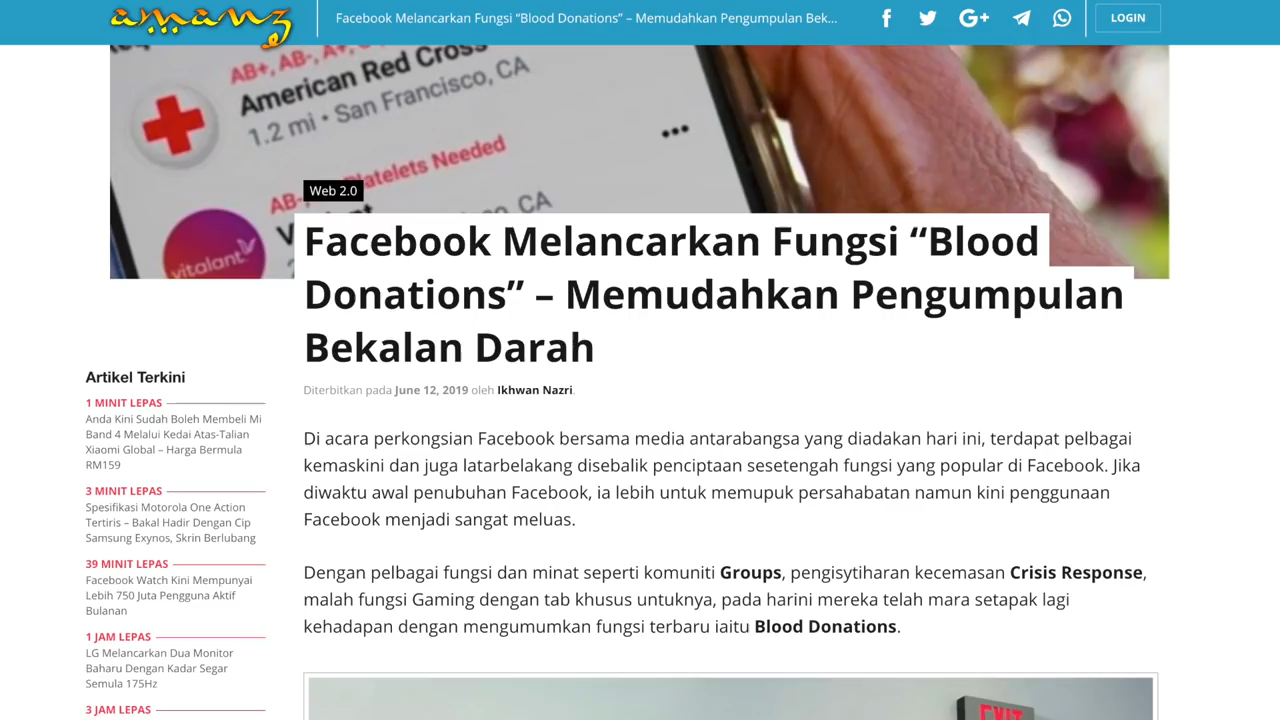 amanz
Facebook Melancarkan Fungsi “Blood Donations” – Memudahkan Pengumpulan Bek...
LOGIN
AB+, AB-, A+,
American Red Cross
1.2 mi • San Francisco, CA
AB-, Platelets Needed
CA
vitalant
Web 2.0
Facebook Melancarkan Fungsi “Blood
Donations” – Memudahkan Pengumpulan
Bekalan Darah
Diterbitkan pada June 12, 2019 oleh Ikhwan Nazri.
Artikel Terkini
1 MINIT LEPAS
Anda Kini Sudah Boleh Membeli Mi
Band 4 Melalui Kedai Atas-Talian
Xiaomi Global – Harga Bermula
RM159
3 MINIT LEPAS
Spesifikasi Motorola One Action
Tertiris – Bakal Hadir Dengan Cip
Samsung Exynos, Skrin Berlubang
39 MINIT LEPAS
Facebook Watch Kini Mempunyai
Lebih 750 Juta Pengguna Aktif
Bulanan
1 JAM LEPAS
LG Melancarkan Dua Monitor
Baharu Dengan Kadar Segar
Semula 175Hz
3 JAM LEPAS
Di acara perkongsian Facebook bersama media antarabangsa yang diadakan hari ini, terdapat pelbagai
kemaskini dan juga latarbelakang disebalik penciptaan sesetengah fungsi yang popular di Facebook. Jika
diwaktu awal penubuhan Facebook, ia lebih untuk memupuk persahabatan namun kini penggunaan
Facebook menjadi sangat meluas.
Dengan pelbagai fungsi dan minat seperti komuniti Groups, pengisytiharan kecemasan Crisis Response,
malah fungsi Gaming dengan tab khusus untuknya, pada harini mereka telah mara setapak lagi
kehadapan dengan mengumumkan fungsi terbaru iaitu Blood Donations.
EXIT